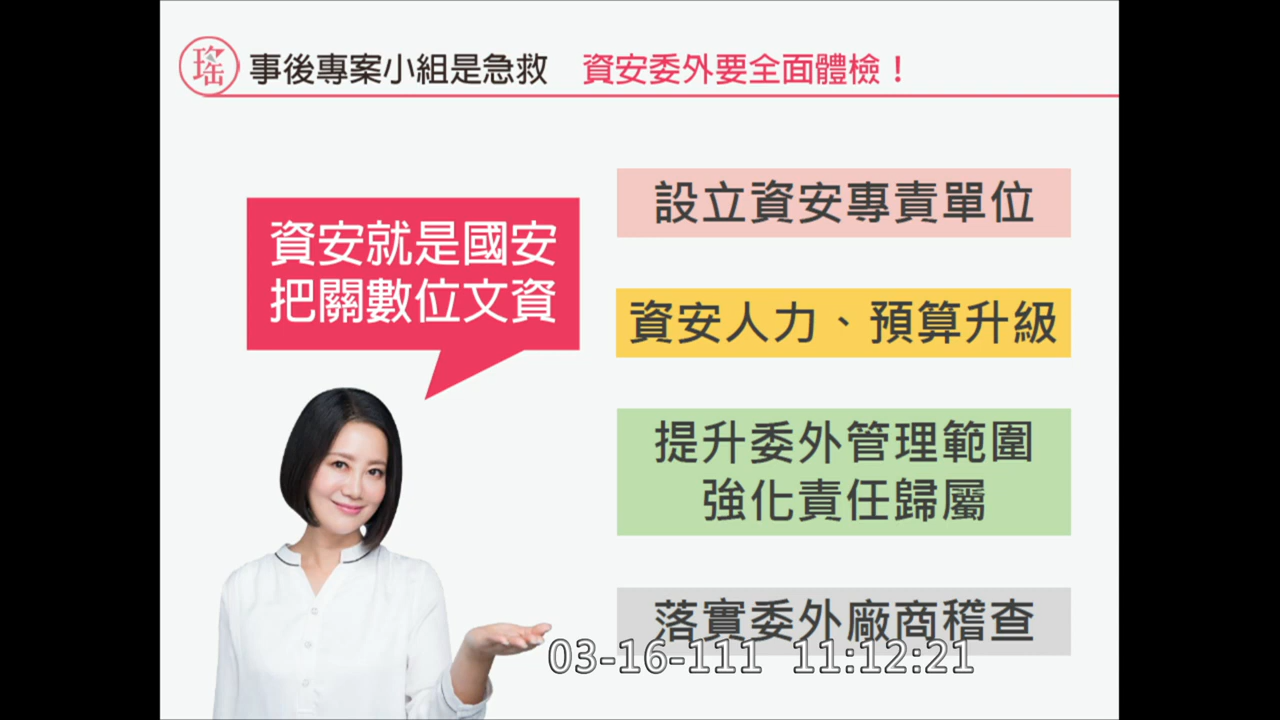 瑤
事後專案小組是急救 資安委外要全面體檢！
資安就是國安
把關數位文資
設立資安專責單位
資安人力、預算升級
提升委外管理範圍
強化責任歸屬
落實委外廠商稽查
03-16-111 11:12:21